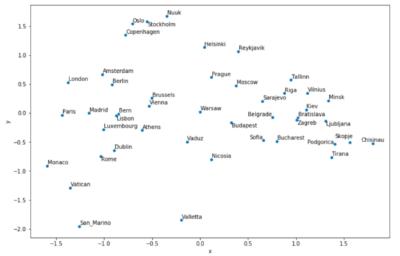 Nuuk
Oslo
Stockholm
Copenhagen
Helsinki
Reykjavik
London
Amsterdam
Berlin
Prague
Moscow
Tallinn
Brussels
Vienna
Sarajevo
Riga
Vilnius
Minsk
Paris
Madrid
Bern
Lisbon
Warsaw
Belgrade
Kiev
Bratislava
Zagreb
Ljubljana
Luxembourg
Athens
Budapest
Vaduz
Sofia
Bucharest
Podgorica
Skopje
Chisinau
Dublin
Rome
Nicosia
Tirana
Monaco
Vatican
San_Marino
Valletta
y
1.5
1.0
0.5
0.0
−0.5
−1.0
−1.5
−2.0
−1.5 −1.0 −0.5 0.0 0.5 1.0 1.5
x